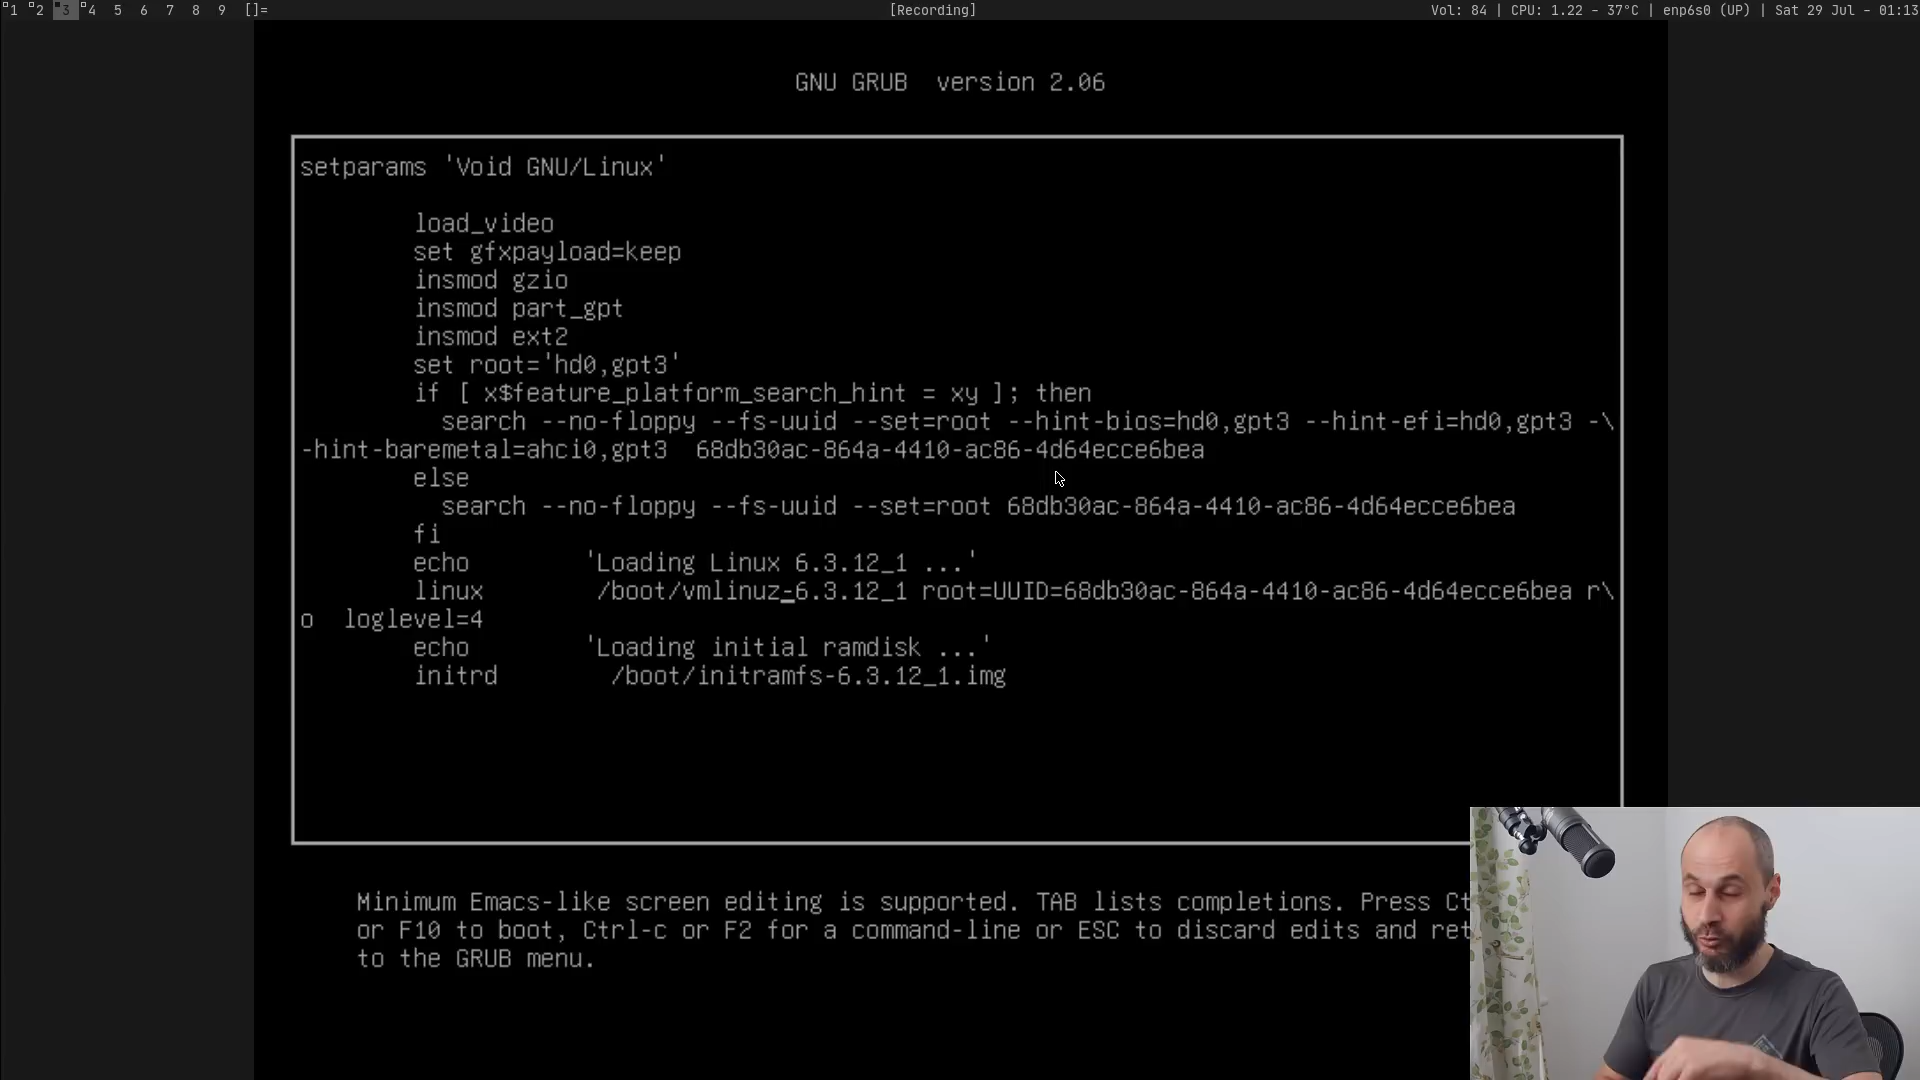 1 2 3 4 5 6 7 8 9 []= [Recording] Vol: 84 | CPU: 1.22 - 37°C | enp6s0 (UP) | Sat 29 Jul - 01:13
GNU GRUB  version 2.06
setparams 'Void GNU/Linux'
load_video
set gfxpayload=keep
insmod gzio
insmod part_gpt
insmod ext2
set root='hd0,gpt3'
if [ x$feature_platform_search_hint = xy ]; then
search --no-floppy --fs-uuid --set=root --hint-bios=hd0,gpt3 --hint-efi=hd0,gpt3 -\
-hint-baremetal=ahci0,gpt3  68db30ac-864a-4410-ac86-4d64ecce6bea
else
search --no-floppy --fs-uuid --set=root 68db30ac-864a-4410-ac86-4d64ecce6bea
fi
echo 'Loading Linux 6.3.12_1 ...'
linux /boot/vmlinuz-6.3.12_1 root=UUID=68db30ac-864a-4410-ac86-4d64ecce6bea r\
o  loglevel=4
echo 'Loading initial ramdisk ...'
initrd /boot/initramfs-6.3.12_1.img
Minimum Emacs-like screen editing is supported. TAB lists completions. Press
or F10 to boot, Ctrl-c or F2 for a command-line or ESC to discard edits and
to the GRUB menu.